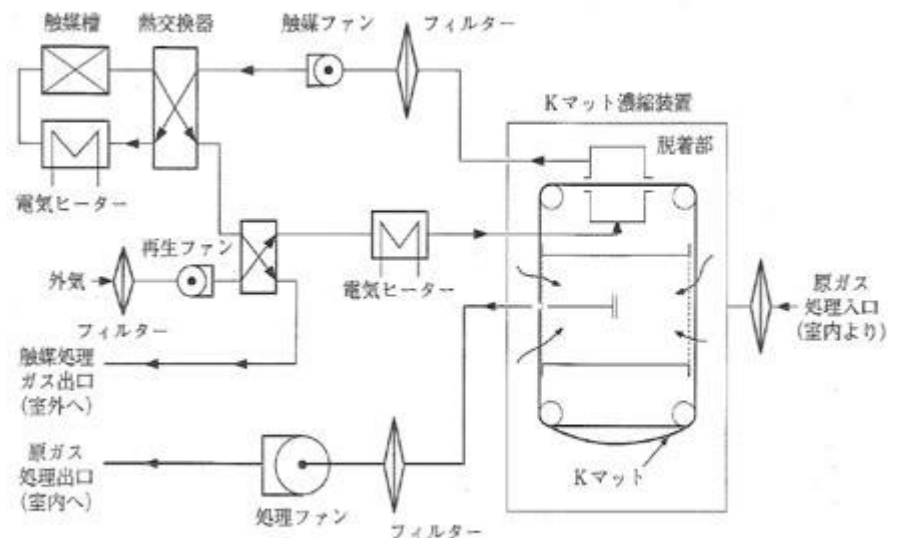 触媒槽
熱交換器
触媒ファン
フィルター
Kマット濃縮装置
脱着部
電気ヒーター
再生ファン
外気
フィルター
電気ヒーター
原ガス
処理入口
(室内より)
触媒処理
ガス出口
(室外へ)
原ガス
処理出口
(室内へ)
処理ファン
フィルター
Kマット